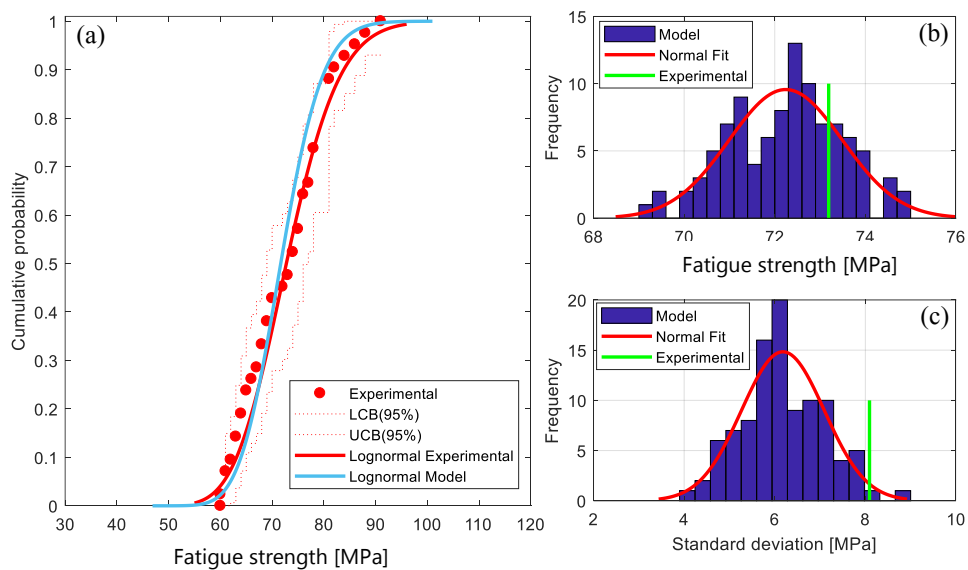 (a)
1
0.9
0.8
0.7
0.6
0.5
0.4
0.3
0.2
0.1
0
Cumulative probability
Experimental
LCB(95%)
UCB(95%)
Lognormal Experimental
Lognormal Model
30 40 50 60 70 80 90 100 110 120
Fatigue strength [MPa]
(b)
Model
Normal Fit
Experimental
15
10
5
0
Frequency
68 70 72 74 76
Fatigue strength [MPa]
(c)
Model
Normal Fit
Experimental
20
15
10
5
0
Frequency
2 4 6 8 10
Standard deviation [MPa]